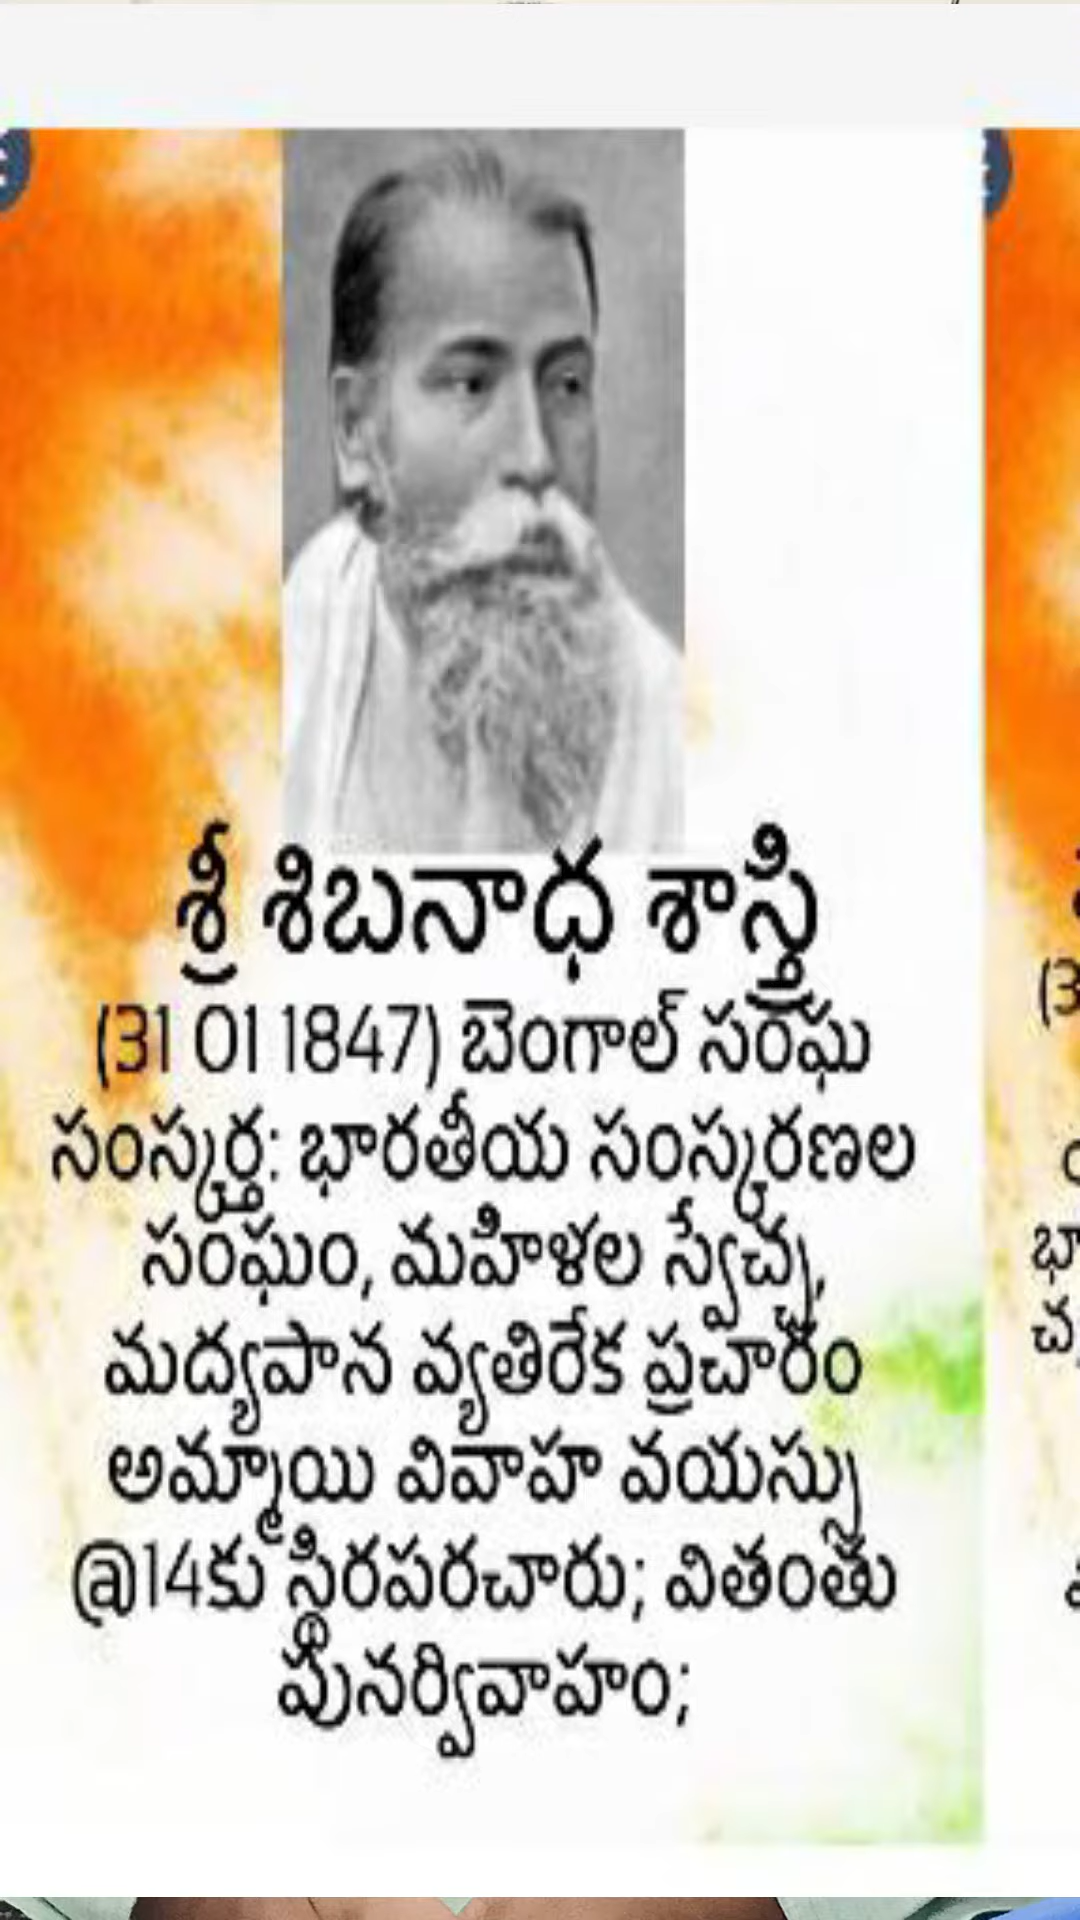 శ్రీ శిబనాధ శాస్త్రి
(31 01 1847) బెంగాల్ సంఘ
సంస్కర్త: భారతీయ సంస్కరణల
సంఘం, మహిళల స్వేచ్ఛ,
మద్యపాన వ్యతిరేక ప్రచారం
అమ్మాయి వివాహ వయస్సు
@14కు స్థిరపరచారు; వితంతు
పునర్వివాహం;